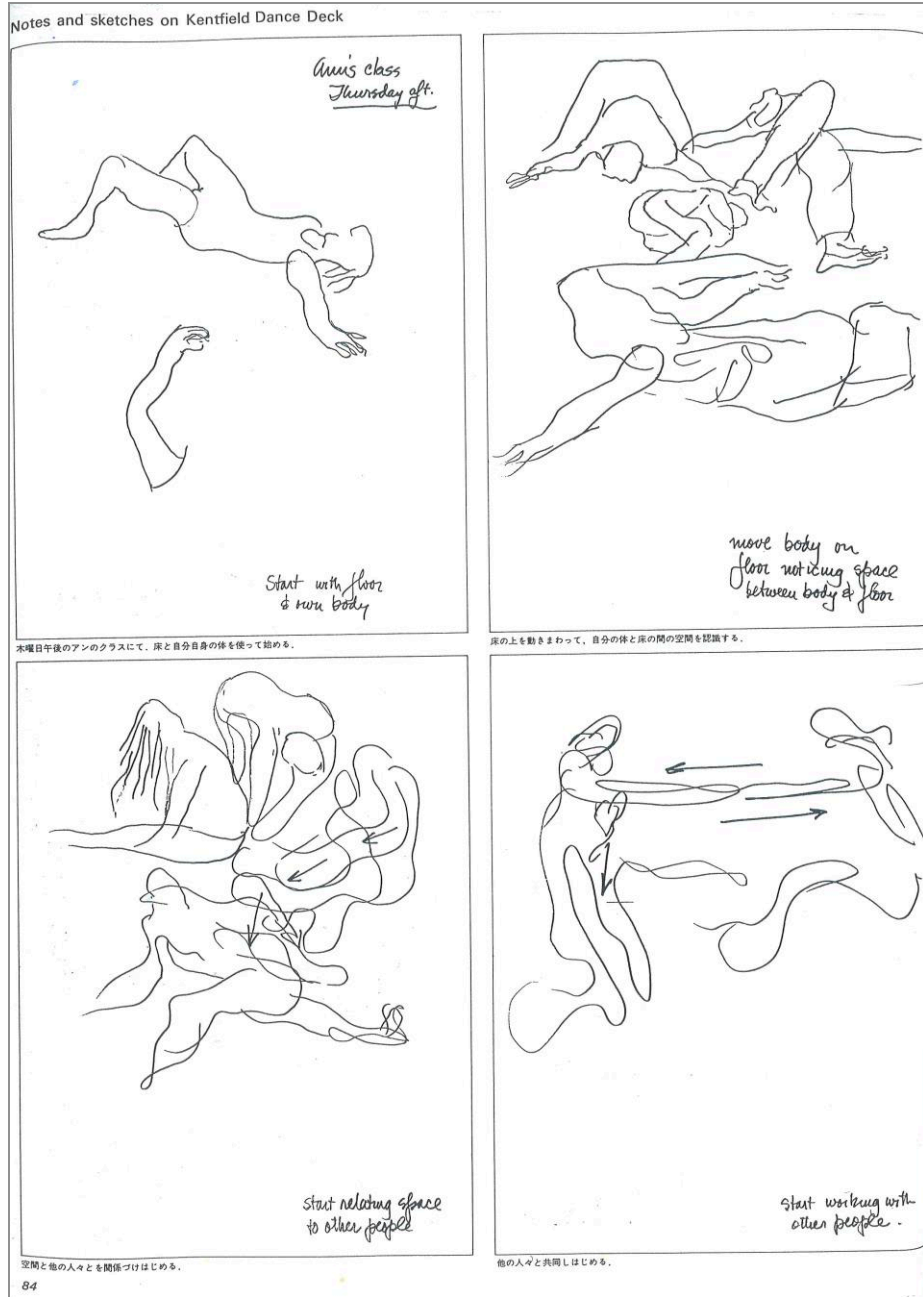 Notes and sketches on Kentfield Dance Deck
Ann's class
Thursday aft.
Start with floor
& own body
木曜日午後のアンのクラスにて、床と自分自身の体を使って始める。
move body on
floor noticing space
between body & floor
床の上を動きまわって、自分の体と床の間の空間を認識する。
start relating space
to other people
空間と他の人々とを関係づけはじめる。
start working with
other people.
他の人々と共同しはじめる。
84